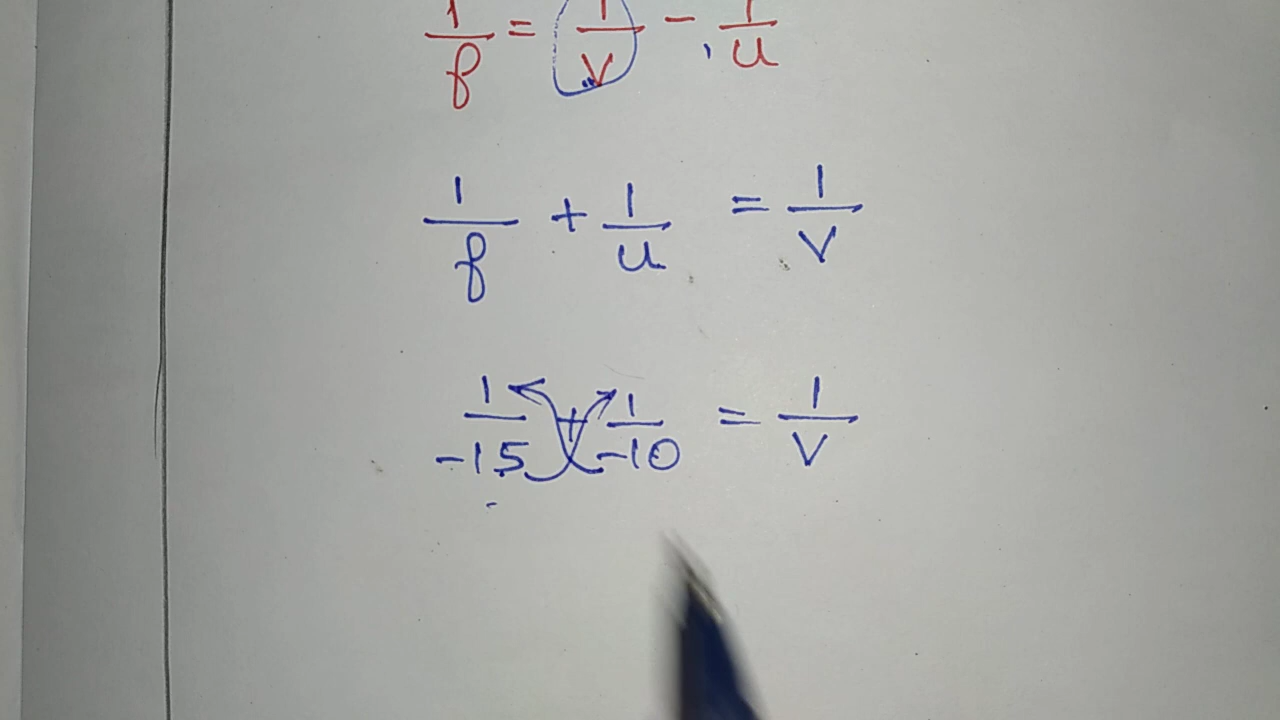 1/f = 1/v - 1/u
1/f + 1/u = 1/v
1/-15 + 1/-10 = 1/v